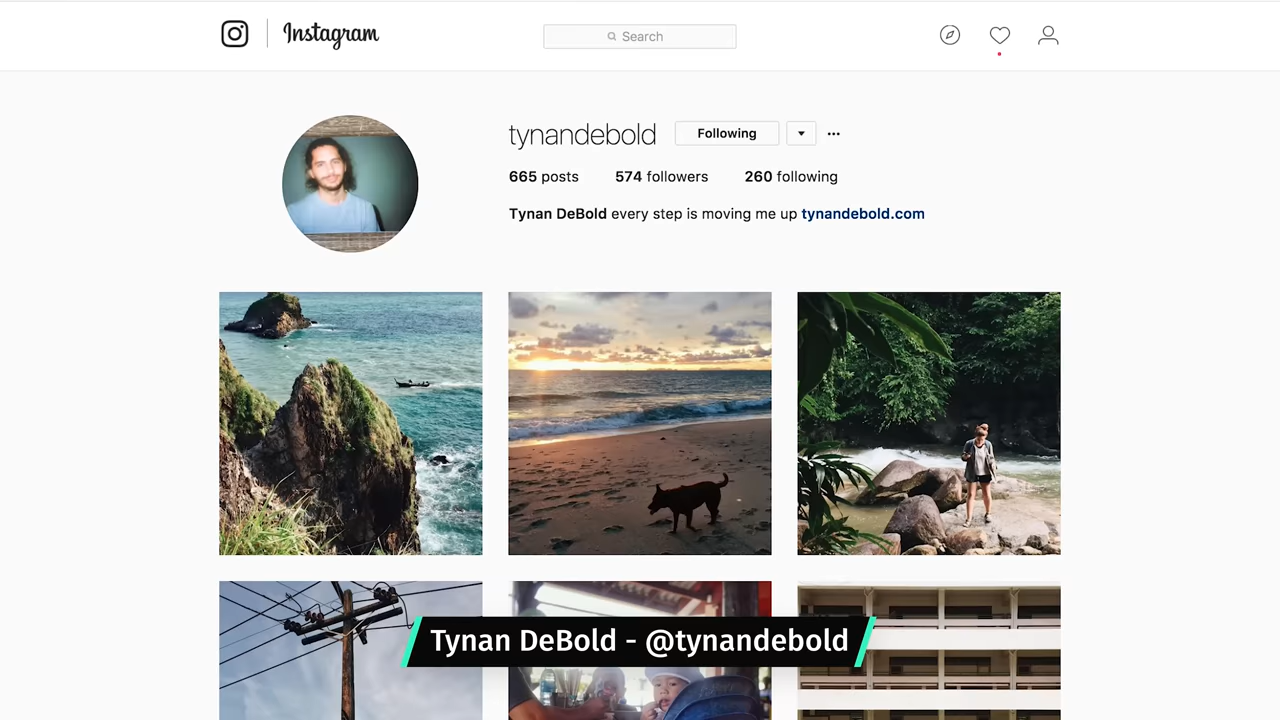 Instagram
Search
tynandebold Following
665 posts 574 followers 260 following
Tynan DeBold every step is moving me up tynandebold.com
Tynan DeBold - @tynandebold